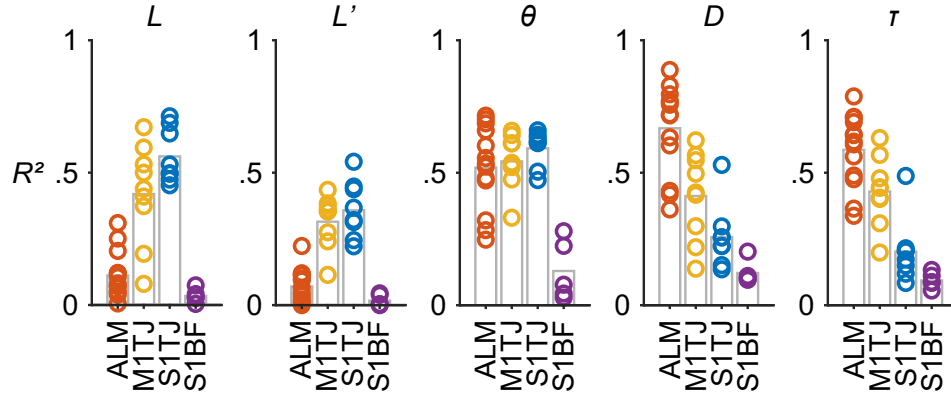 L L' θ D τ
1 1 1 1 1
R² .5 .5 .5 .5 .5
0 0 0 0 0
ALM M1TJ S1TJ S1BF ALM M1TJ S1TJ S1BF ALM M1TJ S1TJ S1BF ALM M1TJ S1TJ S1BF ALM M1TJ S1TJ S1BF